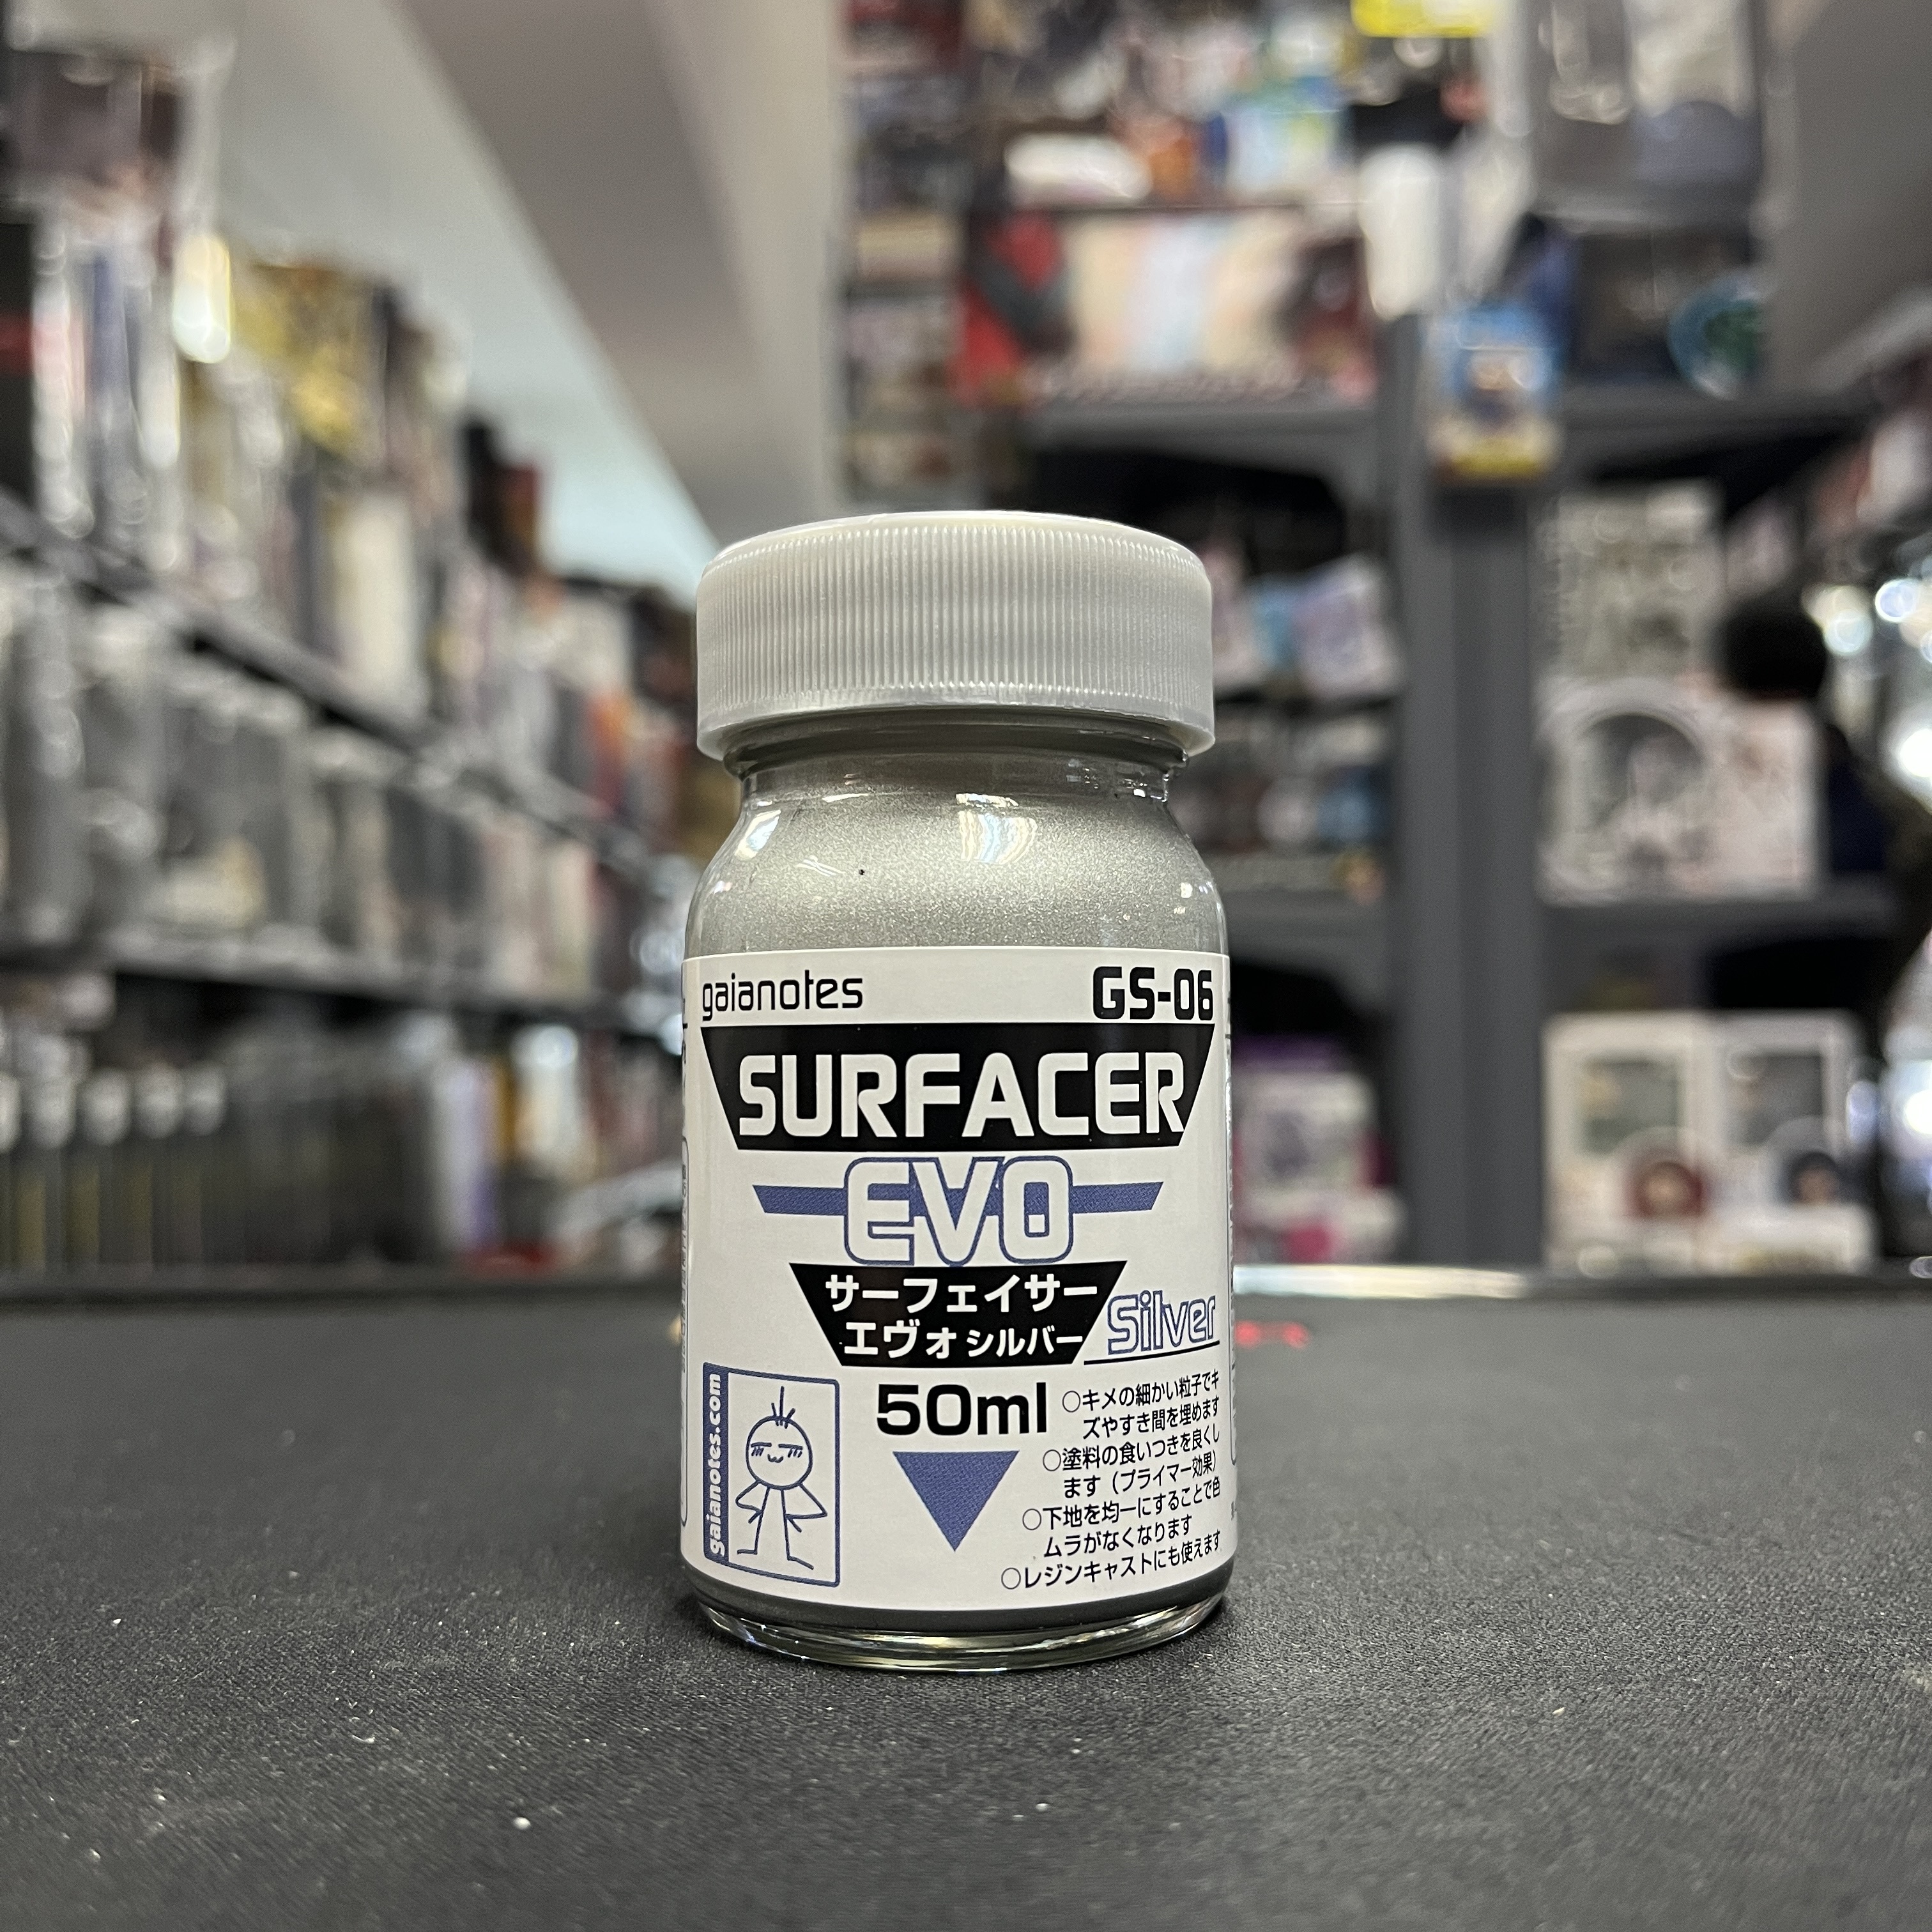 gaianotes GS-06
SURFACER
EVO
サーフェイサー
エヴォ シルバー
Silver
50ml
○キメの細かい粒子でキ
ズやすき間を埋めます
○塗料の食いつきを良くし
ます（プライマー効果）
○下地を均一にすることで色
ムラがなくなります
○レジンキャストにも使えます
gaianotes.com